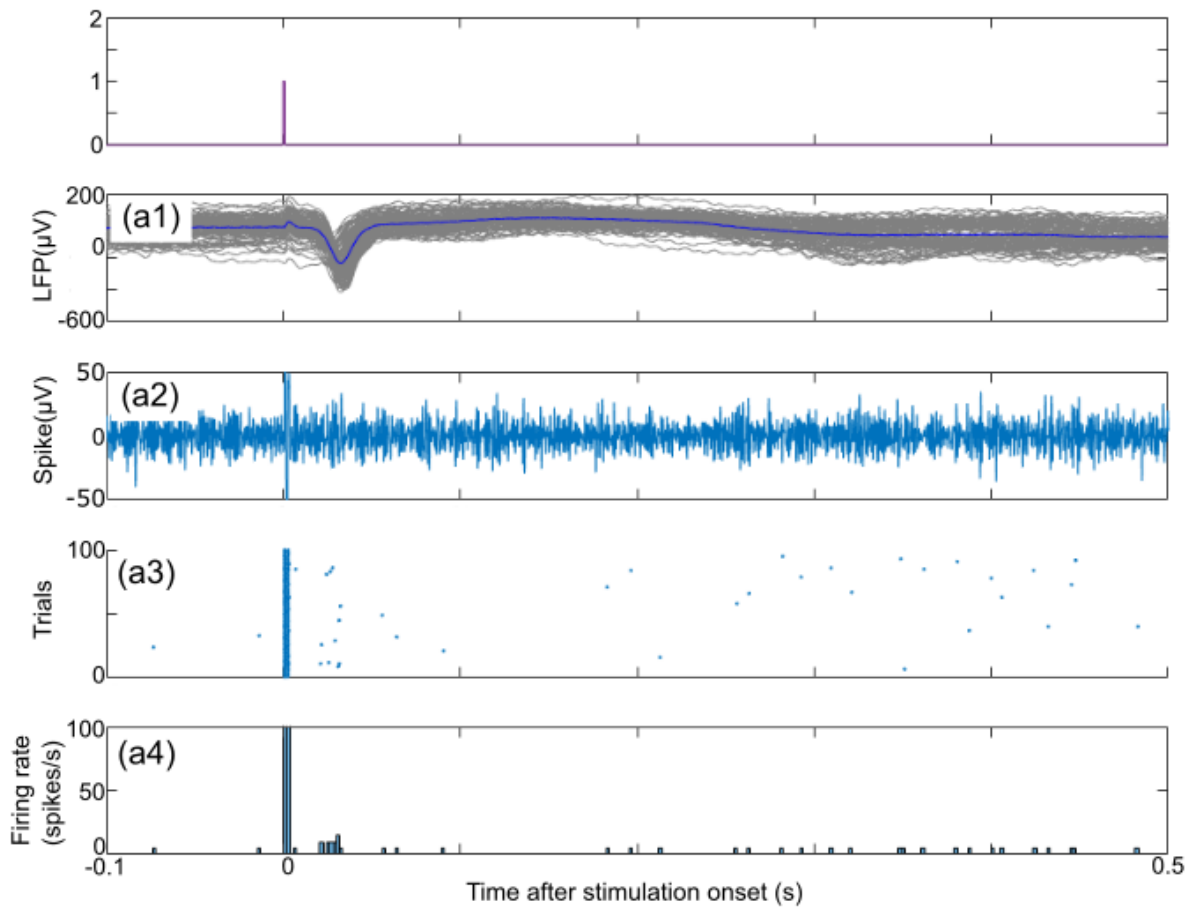 2
1
0
(a1)
200
0
-600
LFP(µV)
(a2)
50
0
-50
Spike(µV)
(a3)
100
0
Trials
(a4)
100
50
0
Firing rate
(spikes/s)
-0.1 0 0.5
Time after stimulation onset (s)